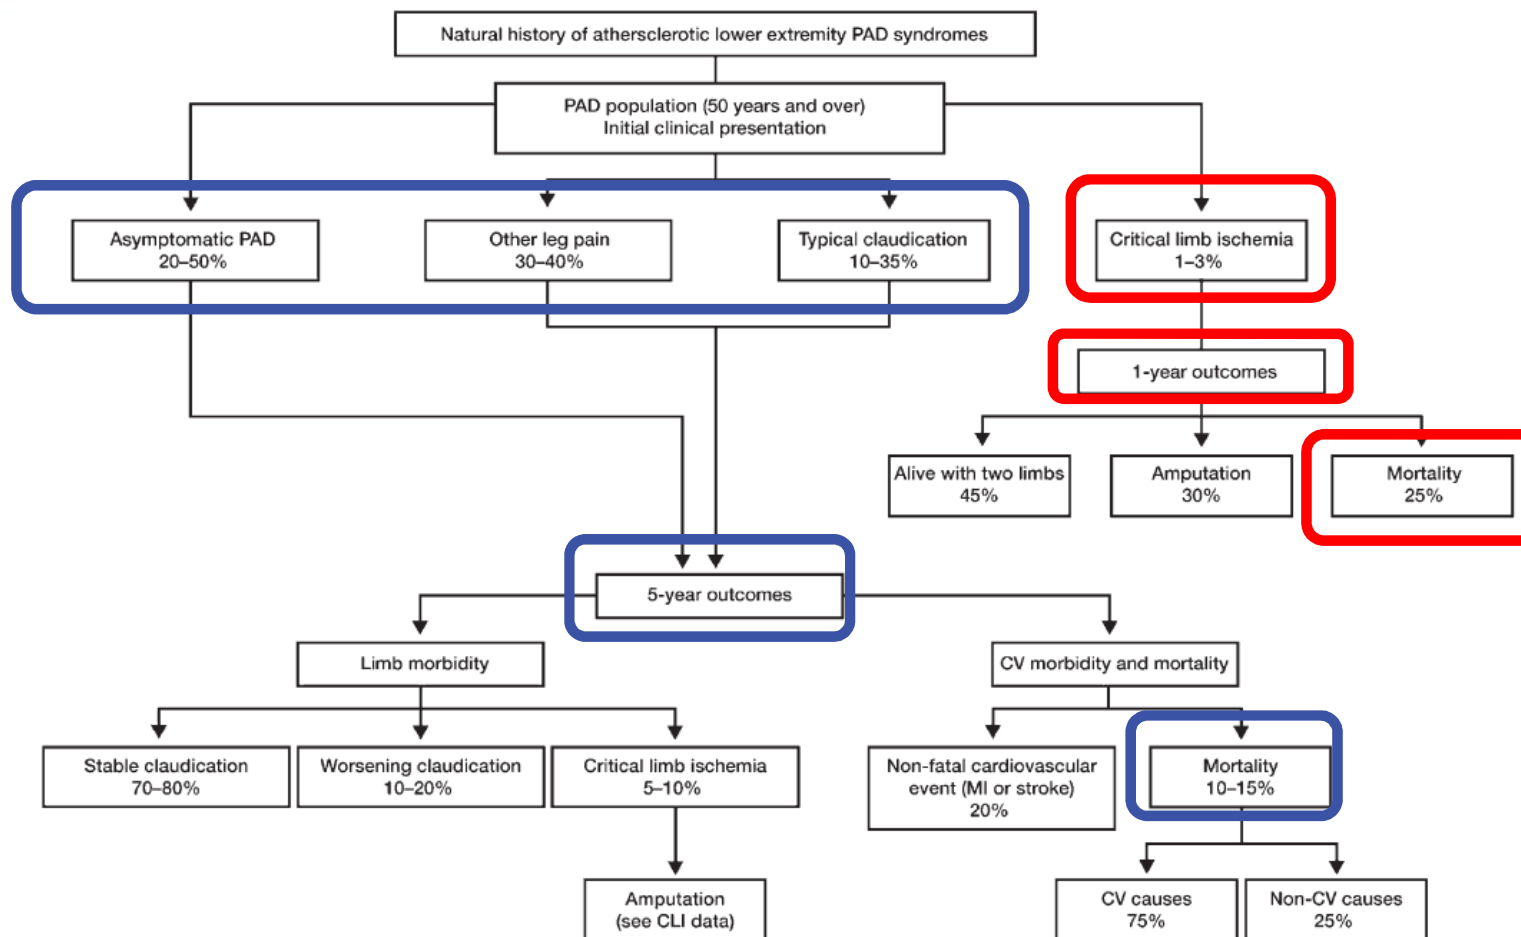 Natural history of athersclerotic lower extremity PAD syndromes
PAD population (50 years and over)
Initial clinical presentation
Asymptomatic PAD
20–50%
Other leg pain
30–40%
Typical claudication
10–35%
Critical limb ischemia
1–3%
1-year outcomes
Alive with two limbs
45%
Amputation
30%
Mortality
25%
5-year outcomes
Limb morbidity
CV morbidity and mortality
Stable claudication
70–80%
Worsening claudication
10–20%
Critical limb ischemia
5–10%
Non-fatal cardiovascular
event (MI or stroke)
20%
Mortality
10–15%
Amputation
(see CLI data)
CV causes
75%
Non-CV causes
25%